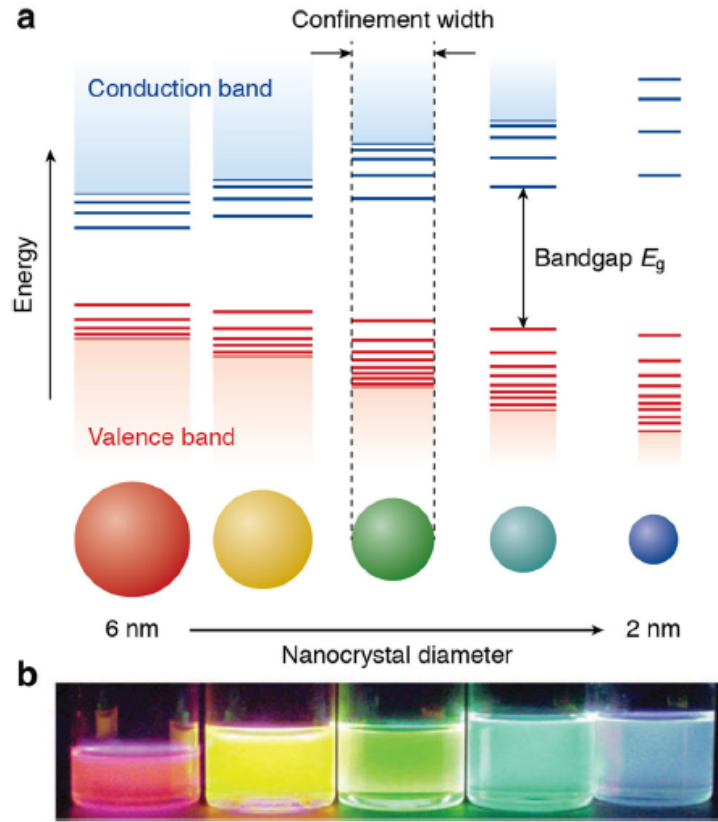 a
Confinement width
Conduction band
Energy
Bandgap Eg
Valence band
6 nm
2 nm
Nanocrystal diameter
b